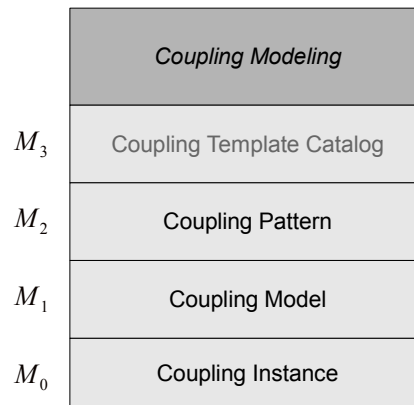 Coupling Modeling
M3 Coupling Template Catalog
M2 Coupling Pattern
M1 Coupling Model
M0 Coupling Instance